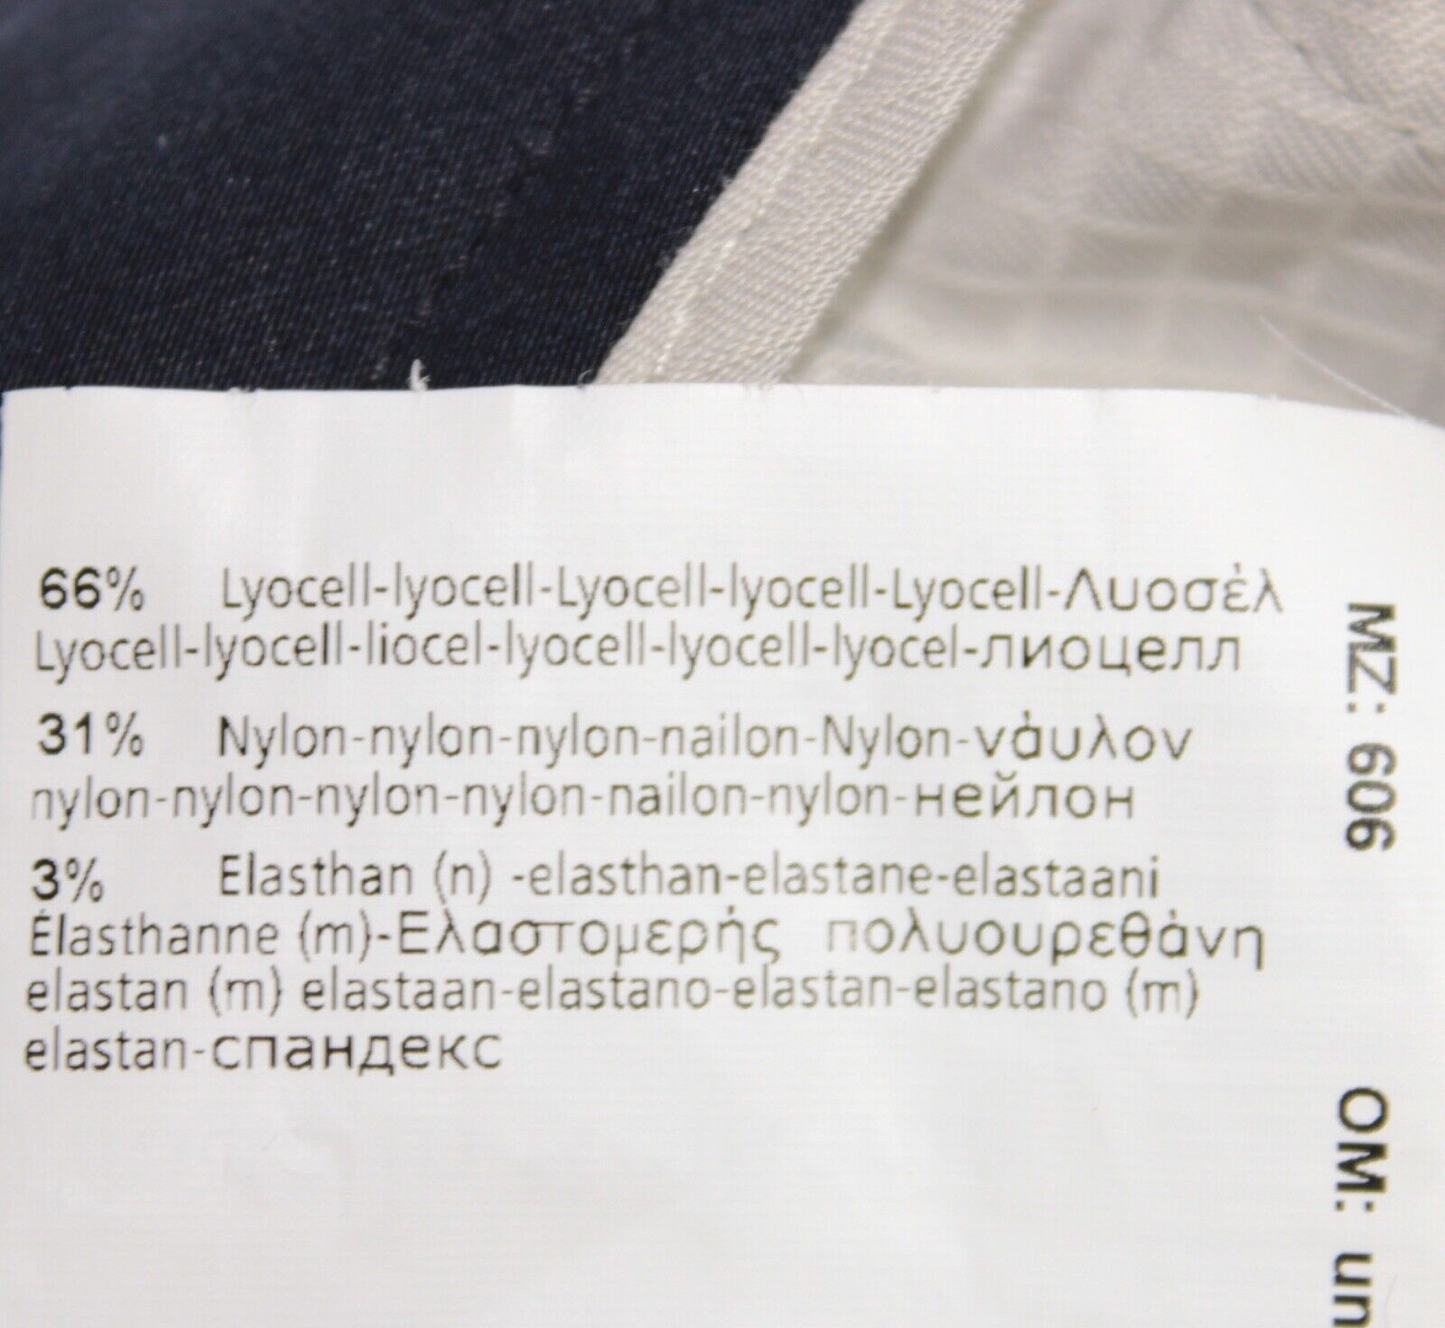 66% Lyocell-lyocell-Lyocell-lyocell-Lyocell-Λυοσέλ
Lyocell-lyocell-liocel-lyocell-lyocell-lyocel-лиоцелл
31% Nylon-nylon-nylon-nailon-Nylon-νάυλον
nylon-nylon-nylon-nylon-nailon-nylon-нейлон
3% Elasthan (n) -elasthan-elastane-elastaani
Élasthanne (m)-Ελαστομερής πολυουρεθάνη
elastan (m) elastaan-elastano-elastan-elastano (m)
elastan-спандекс
MZ: 606
OM: un